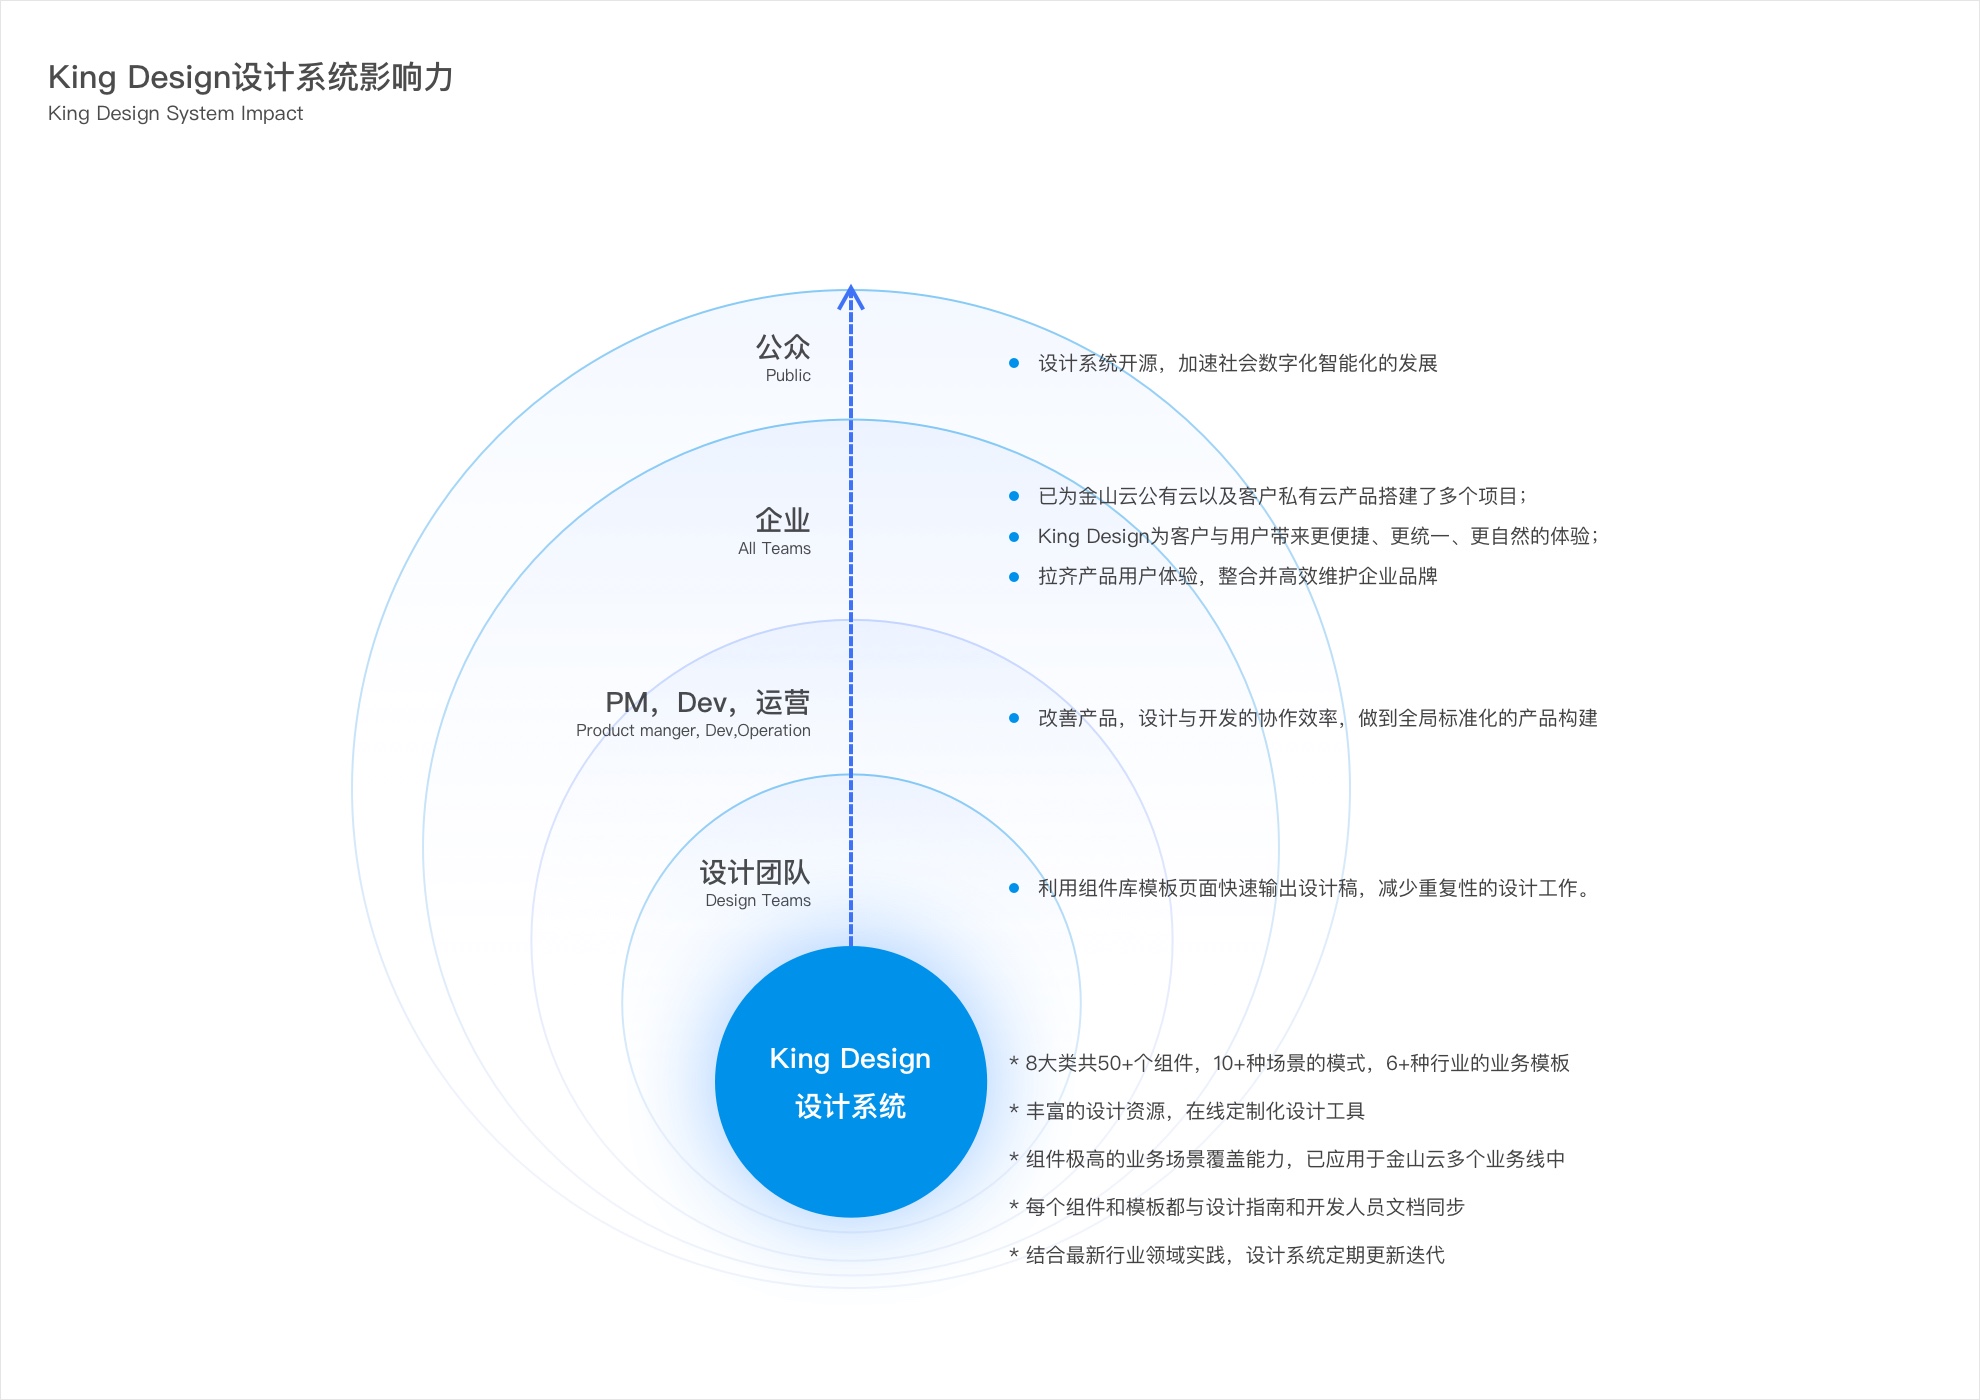 King Design设计系统影响力
King Design System Impact
公众
Public
设计系统开源，加速社会数字化智能化的发展
企业
All Teams
已为金山云公有云以及客户私有云产品搭建了多个项目；
King Design为客户与用户带来更便捷、更统一、更自然的体验；
拉齐产品用户体验，整合并高效维护企业品牌
PM，Dev，运营
Product manger, Dev,Operation
改善产品，设计与开发的协作效率，做到全局标准化的产品构建
设计团队
Design Teams
利用组件库模板页面快速输出设计稿，减少重复性的设计工作。
King Design
设计系统
* 8大类共50+个组件，10+种场景的模式，6+种行业的业务模板
* 丰富的设计资源，在线定制化设计工具
* 组件极高的业务场景覆盖能力，已应用于金山云多个业务线中
* 每个组件和模板都与设计指南和开发人员文档同步
* 结合最新行业领域实践，设计系统定期更新迭代